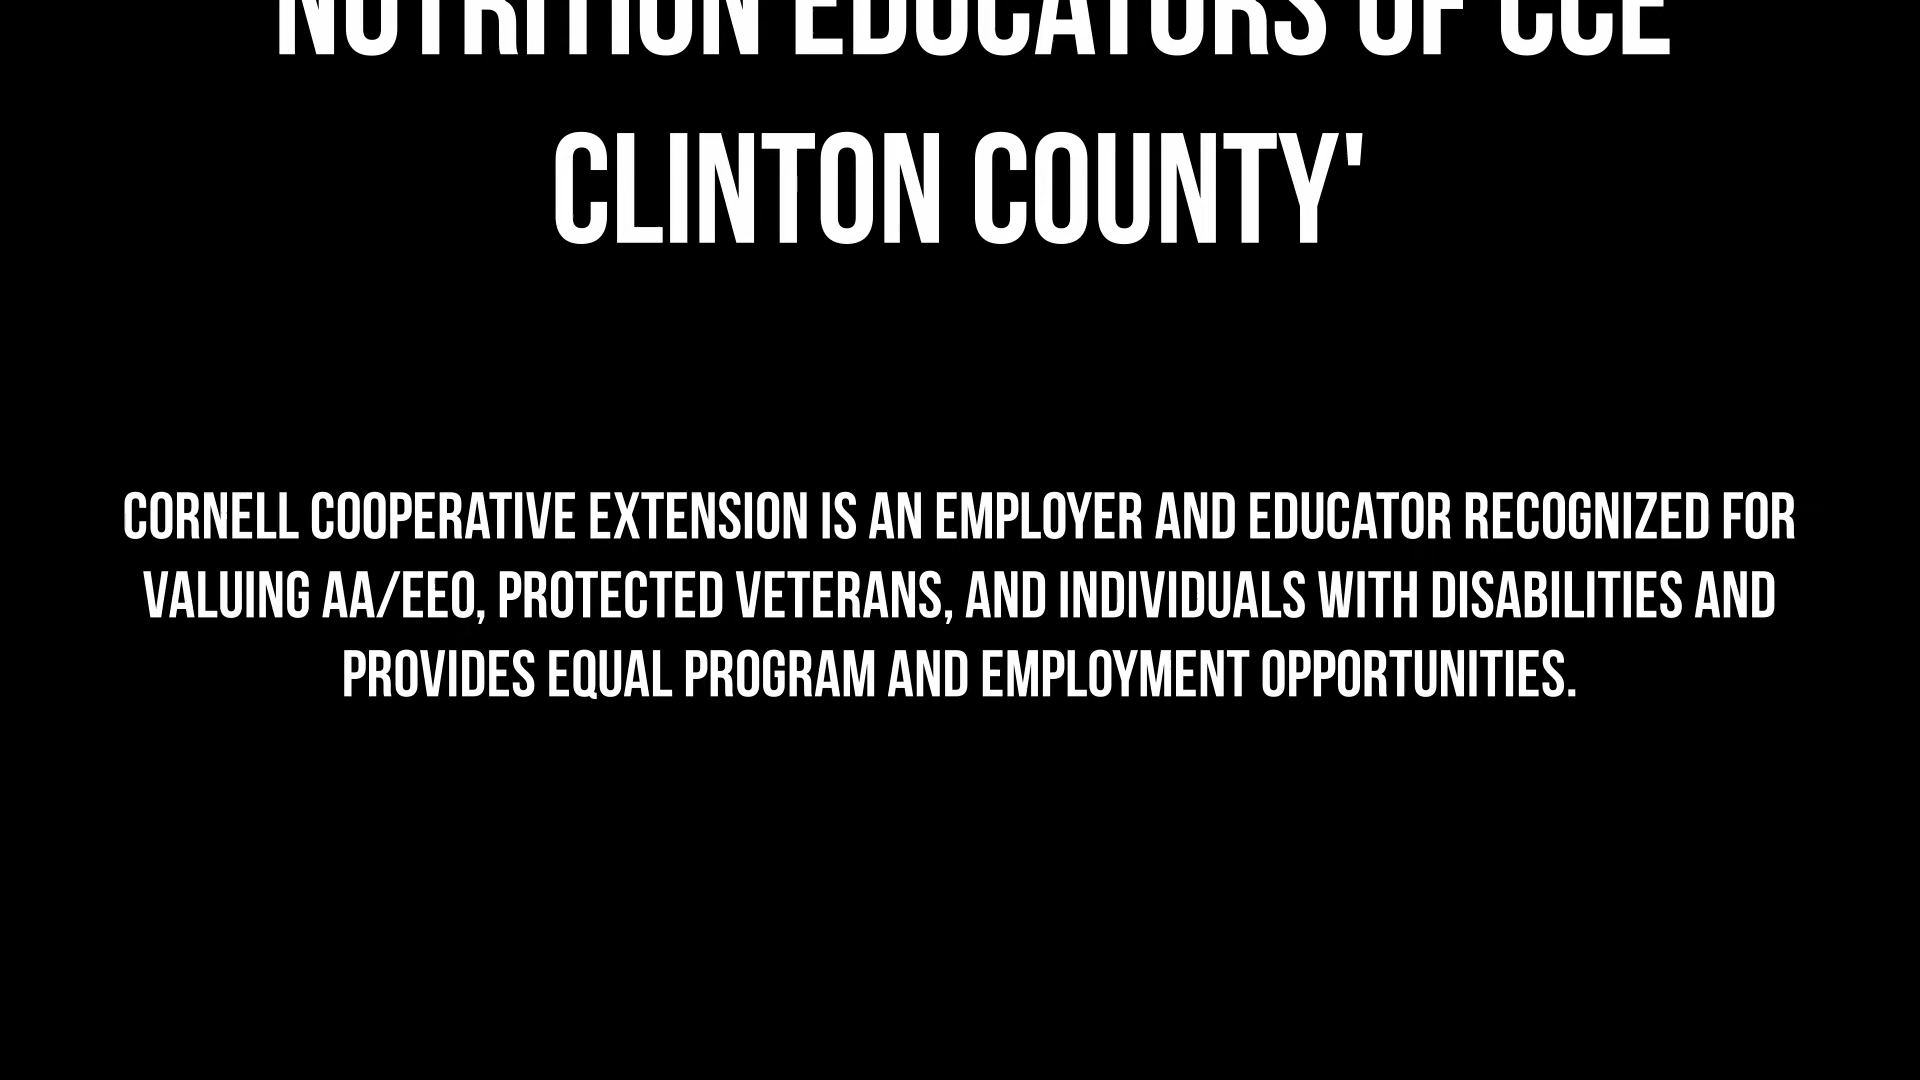 NUTRITION EDUCATORS OF CCE
CLINTON COUNTY'
CORNELL COOPERATIVE EXTENSION IS AN EMPLOYER AND EDUCATOR RECOGNIZED FOR
VALUING AA/EEO, PROTECTED VETERANS, AND INDIVIDUALS WITH DISABILITIES AND
PROVIDES EQUAL PROGRAM AND EMPLOYMENT OPPORTUNITIES.